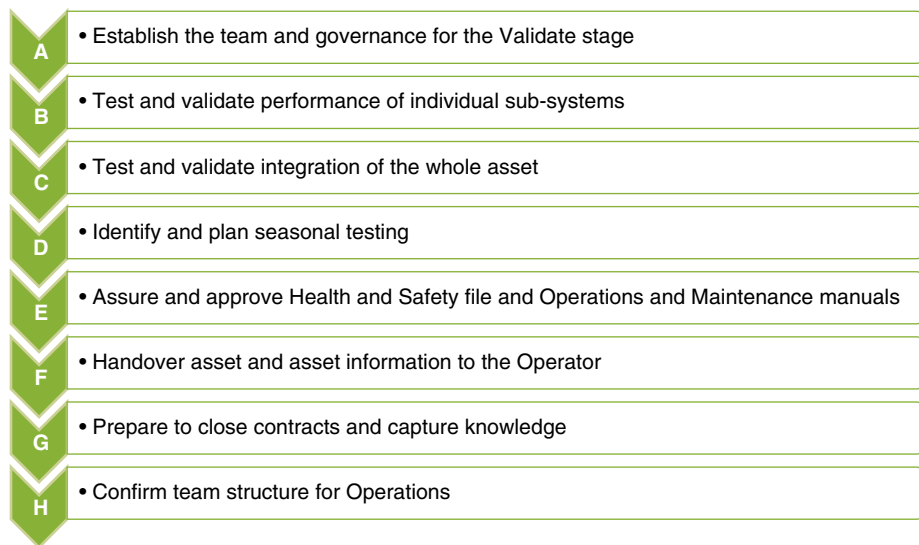 A
• Establish the team and governance for the Validate stage
B
• Test and validate performance of individual sub-systems
C
• Test and validate integration of the whole asset
D
• Identify and plan seasonal testing
E
• Assure and approve Health and Safety file and Operations and Maintenance manuals
F
• Handover asset and asset information to the Operator
G
• Prepare to close contracts and capture knowledge
H
• Confirm team structure for Operations